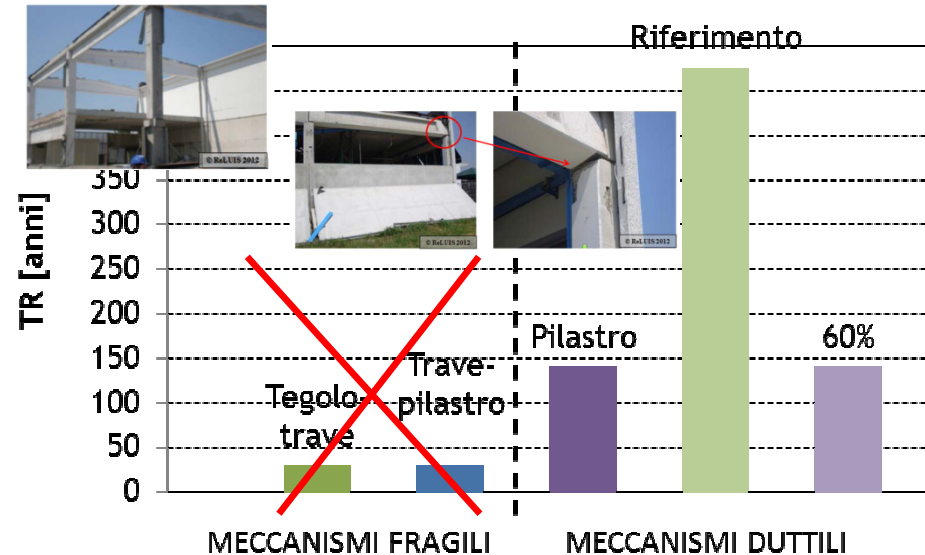 © ReLUIS 2012
Riferimento
© ReLUIS 2012
© ReLUIS 2012
TR [anni]
350
300
250
200
150
100
50
0
Pilastro
60%
Tegolo-
trave
Trave-
pilastro
MECCANISMI FRAGILI
MECCANISMI DUTTILI